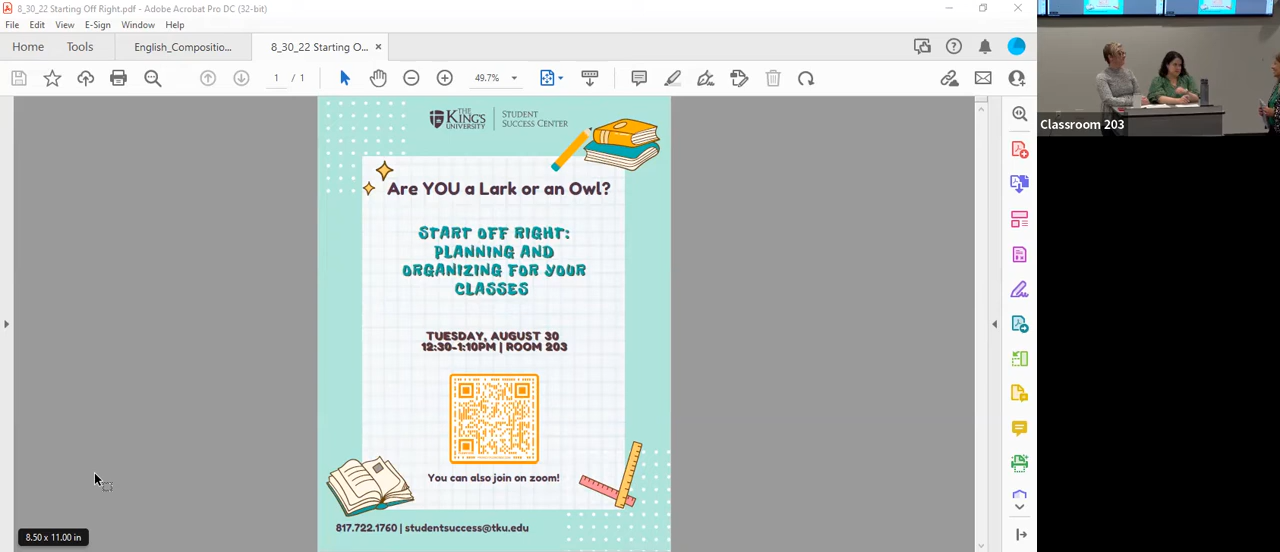 8_30_22 Starting Off Right.pdf - Adobe Acrobat Pro DC (32-bit)
File Edit View E-Sign Window Help
Home Tools English_Compositio... 8_30_22 Starting O... ×
1 / 1 49.7%
THE KING'S UNIVERSITY
STUDENT SUCCESS CENTER
Are YOU a Lark or an Owl?
START OFF RIGHT:
PLANNING AND
ORGANIZING FOR YOUR
CLASSES
TUESDAY, AUGUST 30
12:30-1:10PM | ROOM 203
You can also join on zoom!
817.722.1760 | studentsuccess@tku.edu
8.50 x 11.00 in
Classroom 203